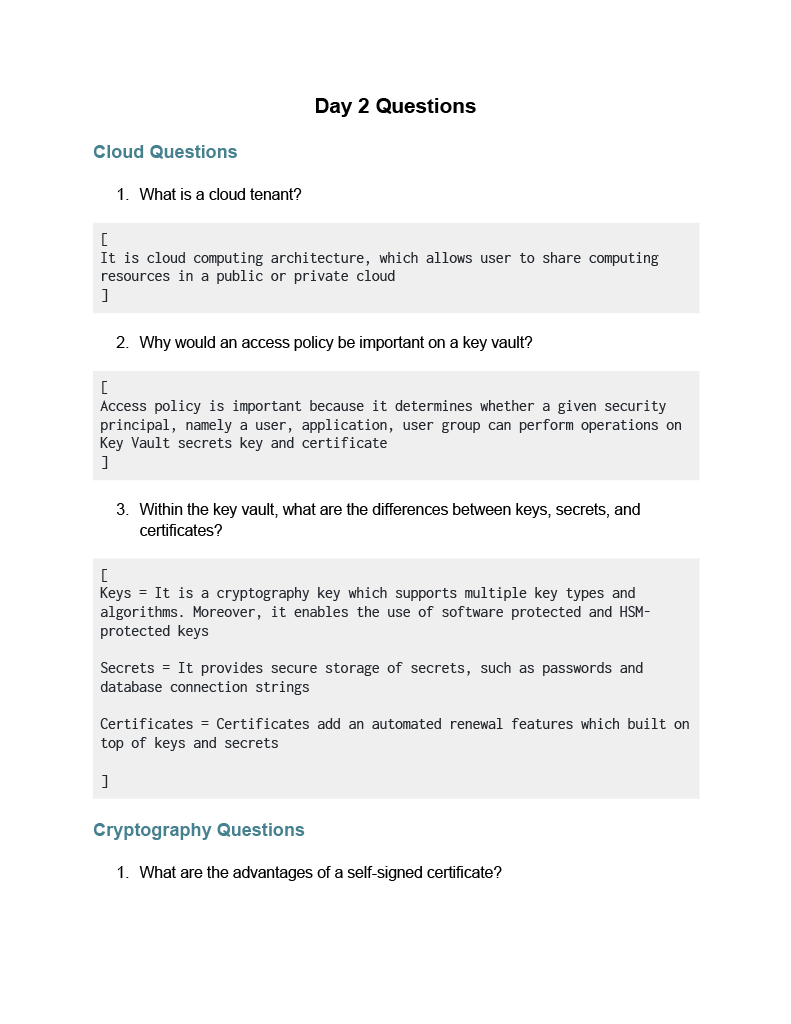 Day 2 Questions
Cloud Questions
1. What is a cloud tenant?
[
It is cloud computing architecture, which allows user to share computing
resources in a public or private cloud
]
2. Why would an access policy be important on a key vault?
[
Access policy is important because it determines whether a given security
principal, namely a user, application, user group can perform operations on
Key Vault secrets key and certificate
]
3. Within the key vault, what are the differences between keys, secrets, and
certificates?
[
Keys = It is a cryptography key which supports multiple key types and
algorithms. Moreover, it enables the use of software protected and HSM-
protected keys
Secrets = It provides secure storage of secrets, such as passwords and
database connection strings
Certificates = Certificates add an automated renewal features which built on
top of keys and secrets
]
Cryptography Questions
1. What are the advantages of a self-signed certificate?